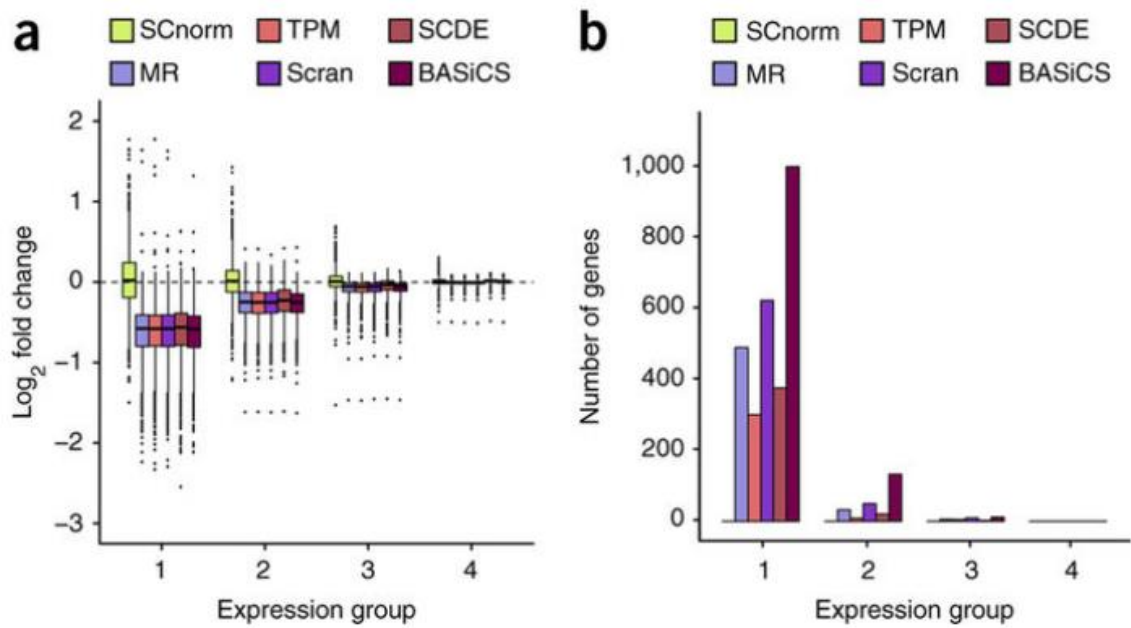 a
SCnorm TPM SCDE
MR Scran BASiCS
Log2 fold change
2
1
0
−1
−2
−3
1 2 3 4
Expression group
b
SCnorm TPM SCDE
MR Scran BASiCS
Number of genes
1,000
800
600
400
200
0
1 2 3 4
Expression group